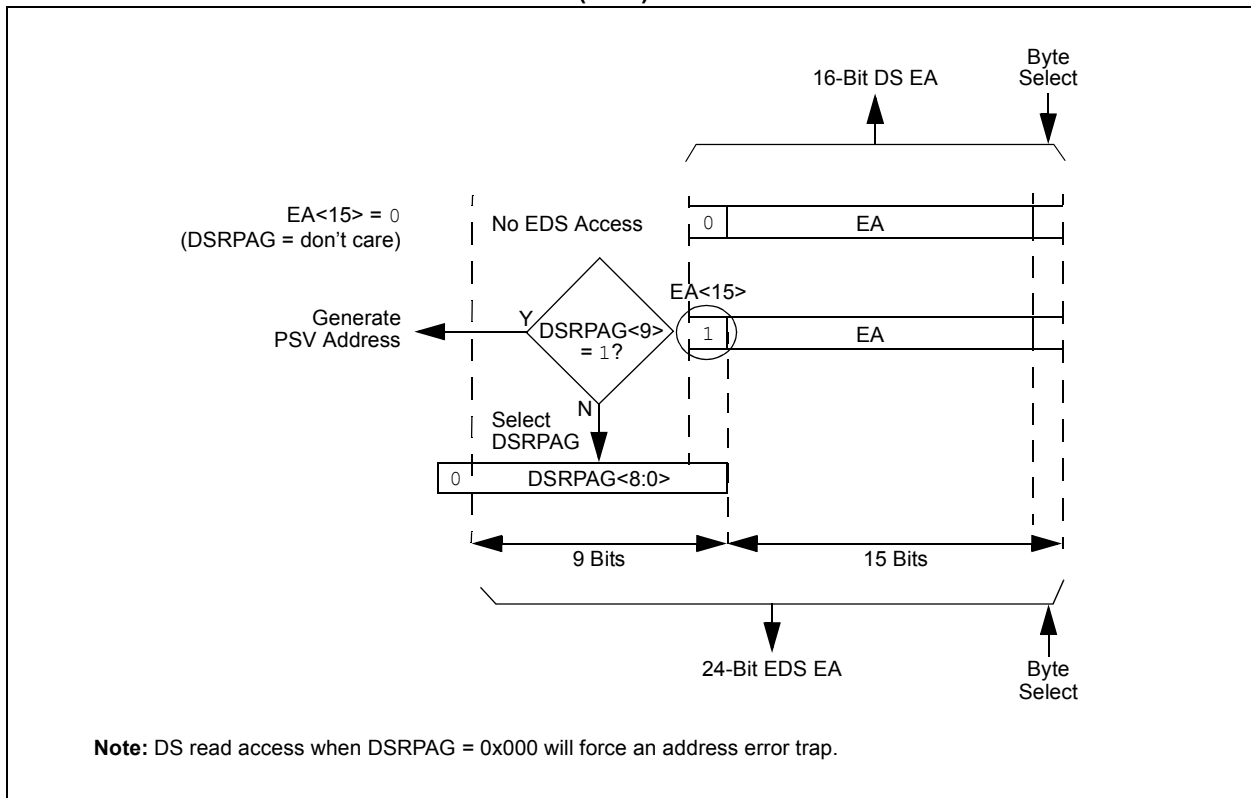 16-Bit DS EA
Byte
Select
EA<15> = 0
(DSRPAG = don't care)
No EDS Access
0
EA
EA<15>
Generate
PSV Address
Y
DSRPAG<9>
= 1?
1
EA
N
Select
DSRPAG
0
DSRPAG<8:0>
9 Bits
15 Bits
24-Bit EDS EA
Byte
Select
Note: DS read access when DSRPAG = 0x000 will force an address error trap.